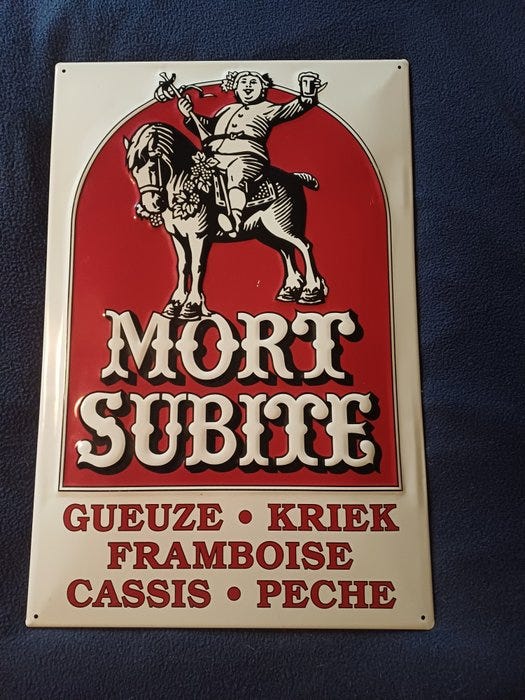 MORT
SUBITE
GUEUZE • KRIEK
FRAMBOISE
CASSIS • PECHE